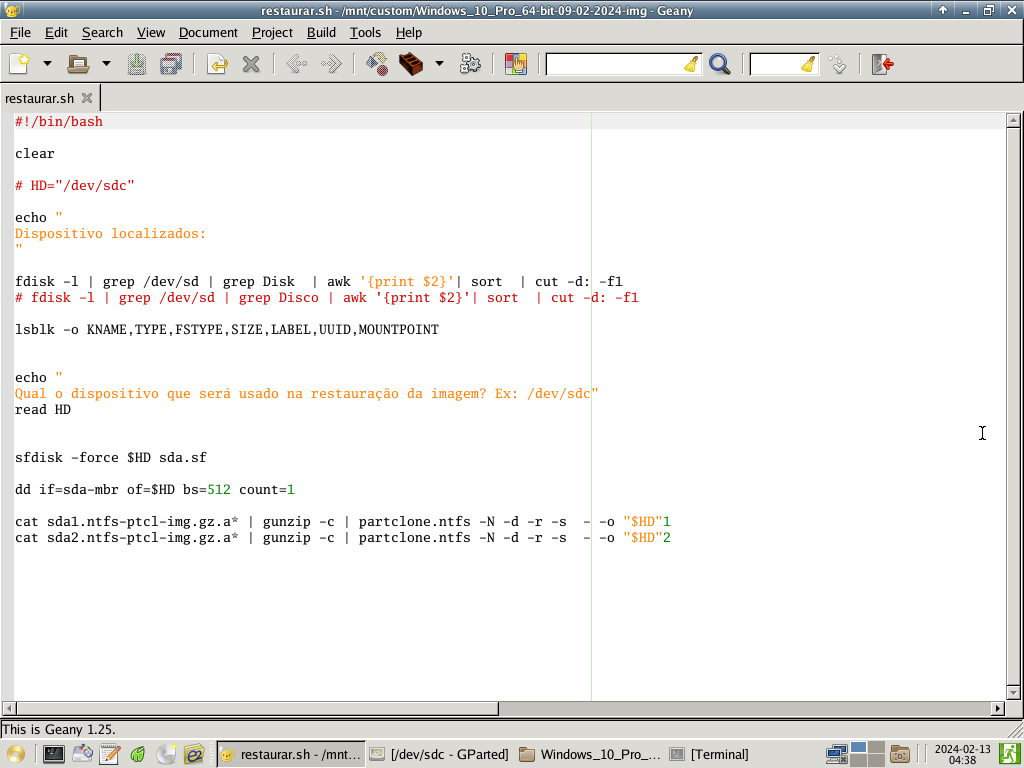 restaurar.sh - /mnt/custom/Windows_10_Pro_64-bit-09-02-2024-img - Geany
File Edit Search View Document Project Build Tools Help
restaurar.sh
#!/bin/bash
clear
# HD="/dev/sdc"
echo "
Dispositivo localizados:
"
fdisk -l | grep /dev/sd | grep Disk  | awk '{print $2}'| sort  | cut -d: -f1
# fdisk -l | grep /dev/sd | grep Disco | awk '{print $2}'| sort  | cut -d: -f1
lsblk -o KNAME,TYPE,FSTYPE,SIZE,LABEL,UUID,MOUNTPOINT
echo "
Qual o dispositivo que será usado na restauração da imagem? Ex: /dev/sdc"
read HD
sfdisk -force $HD sda.sf
dd if=sda-mbr of=$HD bs=512 count=1
cat sda1.ntfs-ptcl-img.gz.a* | gunzip -c | partclone.ntfs -N -d -r -s  - -o "$HD"1
cat sda2.ntfs-ptcl-img.gz.a* | gunzip -c | partclone.ntfs -N -d -r -s  - -o "$HD"2
This is Geany 1.25.
restaurar.sh - /mnt...
[/dev/sdc - GParted]
Windows_10_Pro_...
[Terminal]
2024-02-13
04:38